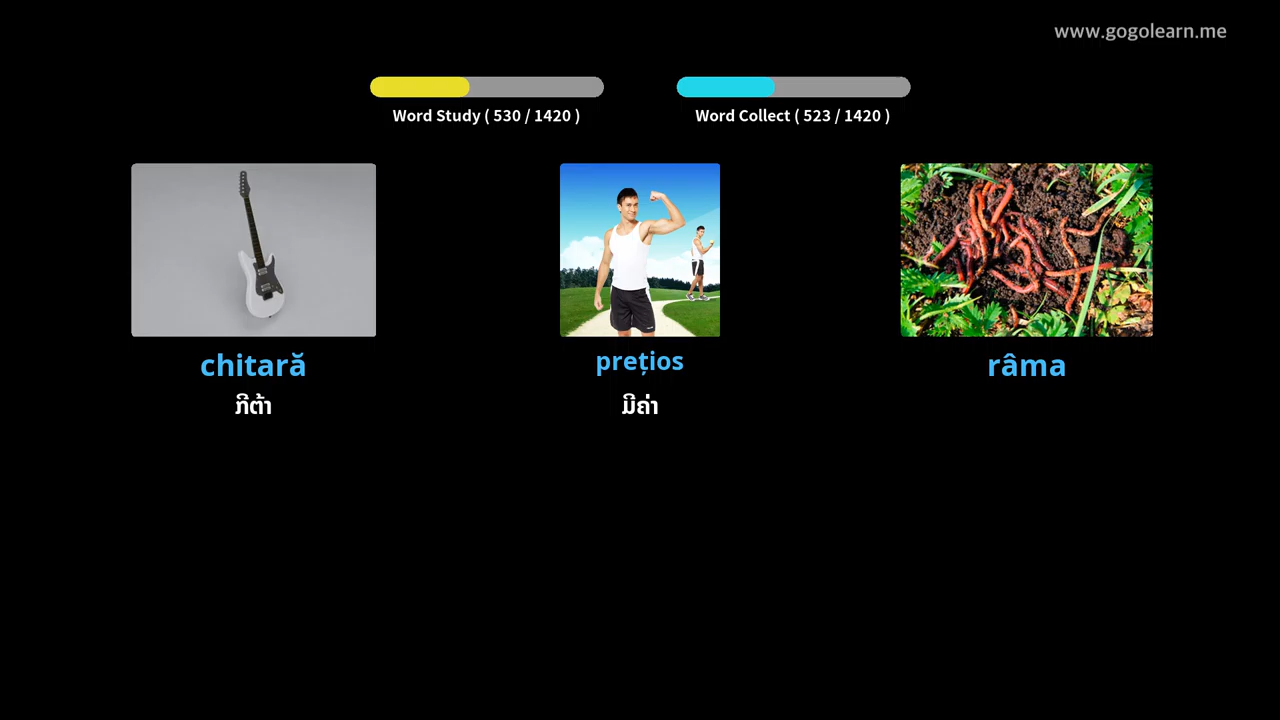 www.gogolearn.me
Word Study ( 530 / 1420 )
Word Collect ( 523 / 1420 )
chitară
prețios
râma
ກີຕ້າ
ມີຄ່າ